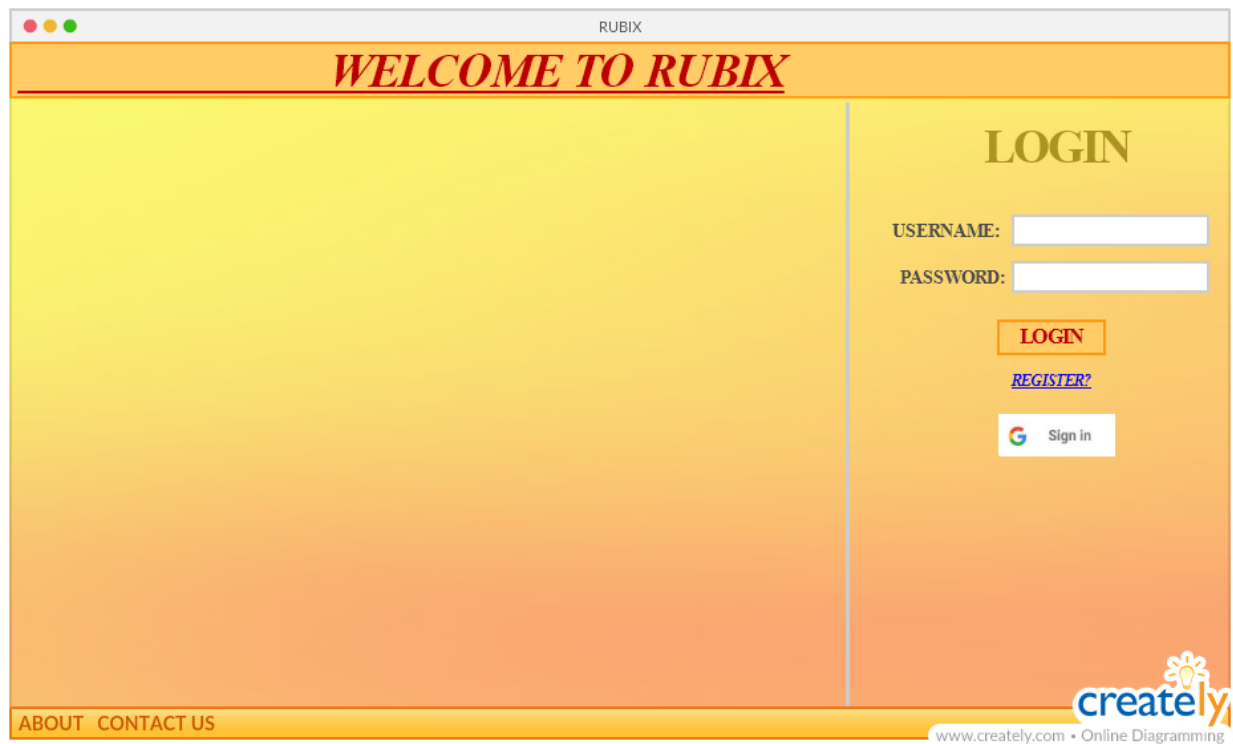 RUBIX
WELCOME TO RUBIX
LOGIN
USERNAME:
PASSWORD:
LOGIN
REGISTER?
G Sign in
ABOUT CONTACT US
creately
www.creately.com • Online Diagramming